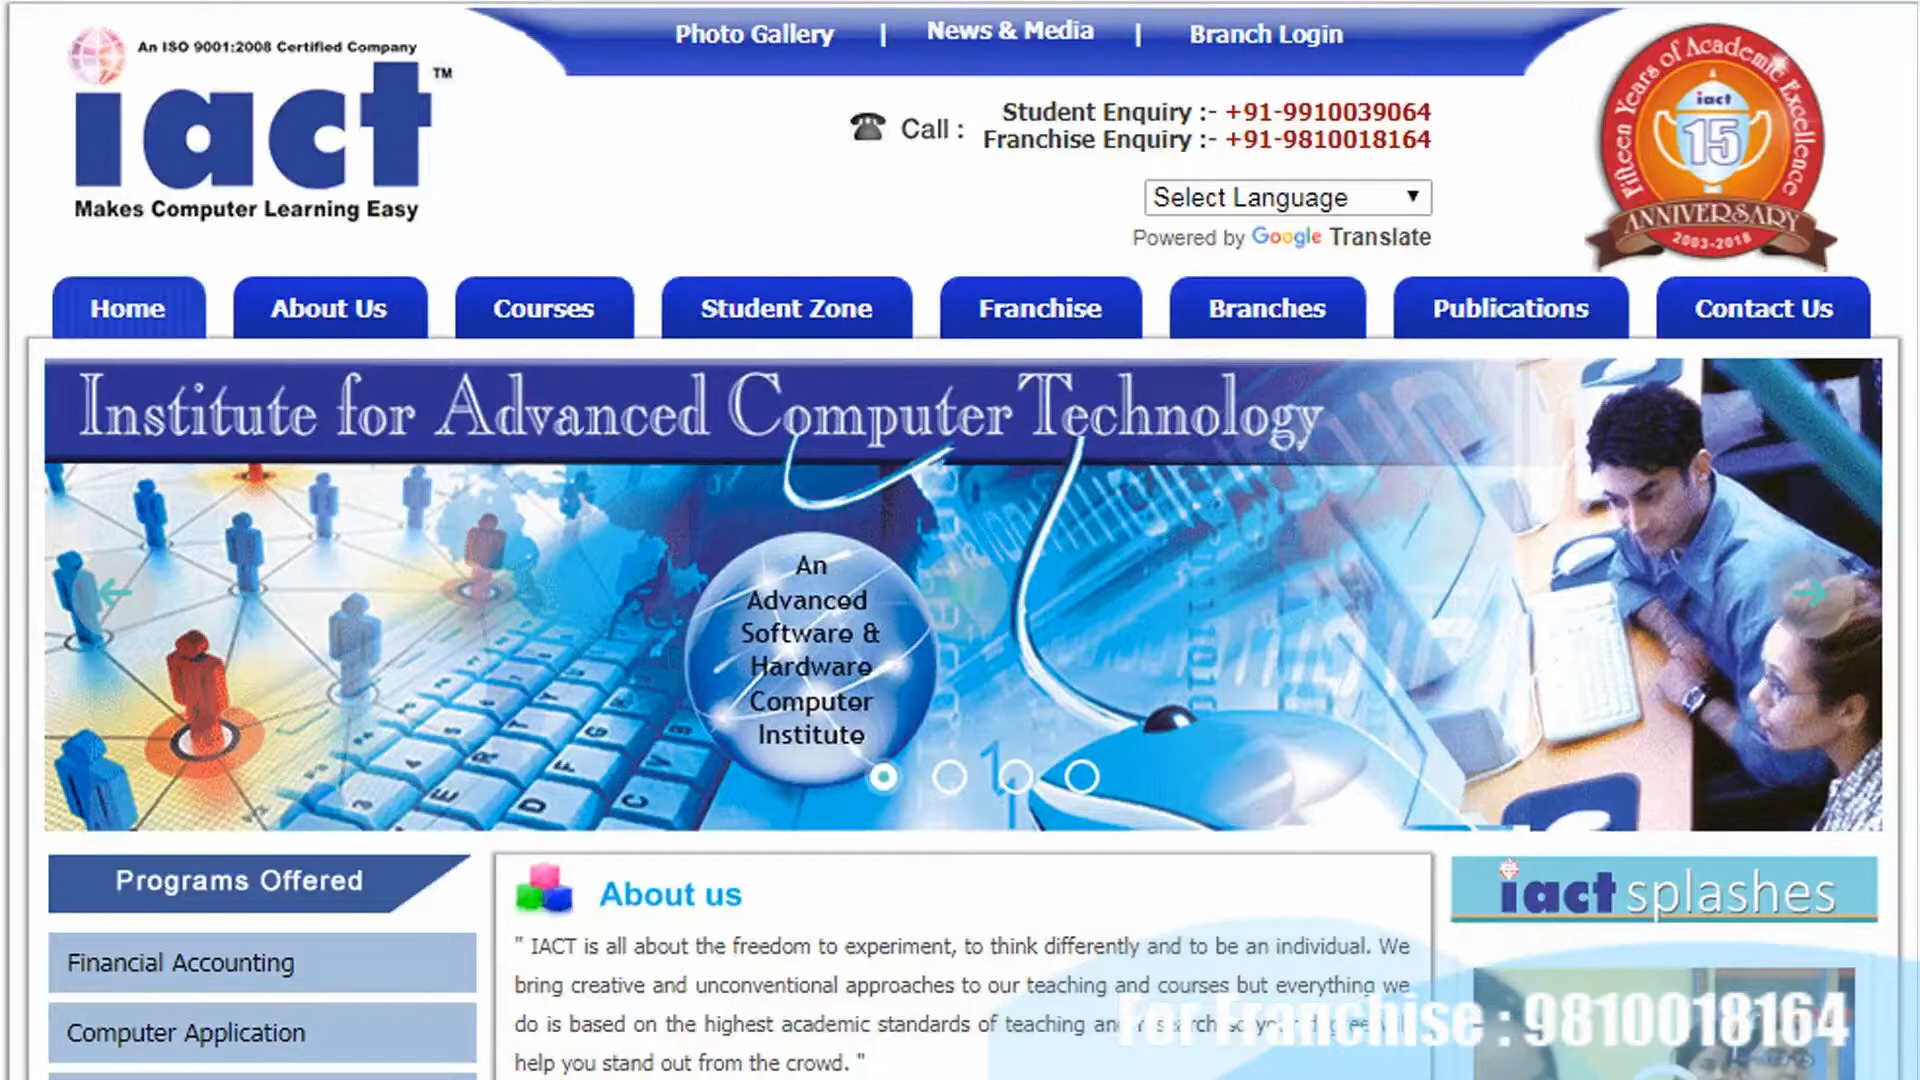 Photo Gallery | News & Media | Branch Login
An ISO 9001:2008 Certified Company
iact TM
Makes Computer Learning Easy
Call :
Student Enquiry :- +91-9910039064
Franchise Enquiry :- +91-9810018164
Select Language
Powered by Google Translate
Fifteen Years of Academic Excellence
iact
15
ANNIVERSARY
2003-2018
Home
About Us
Courses
Student Zone
Franchise
Branches
Publications
Contact Us
Institute for Advanced Computer Technology
An
Advanced
Software &
Hardware
Computer
Institute
Programs Offered
Financial Accounting
Computer Application
About us
" IACT is all about the freedom to experiment, to think differently and to be an individual. We
bring creative and unconventional approaches to our teaching and courses but everything we
do is based on the highest academic standards of teaching and research so your degree will
help you stand out from the crowd. "
iact splashes
For Franchise : 9810018164